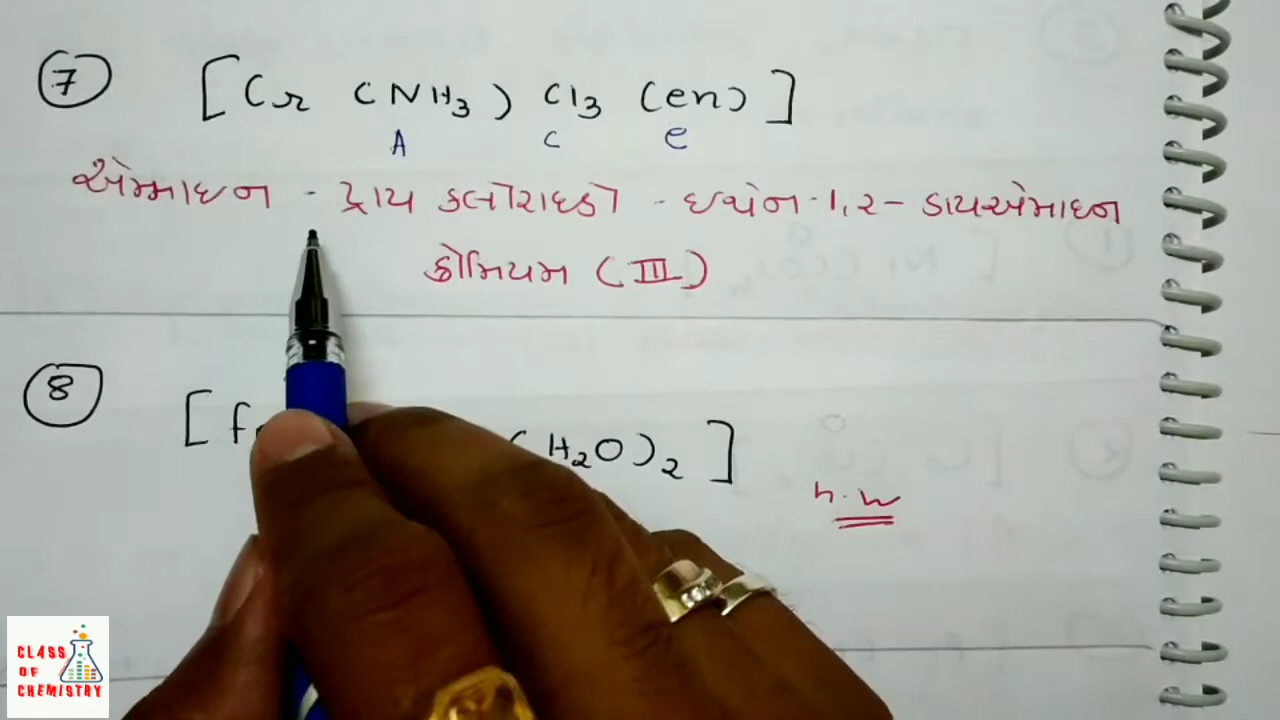 7 [Cr (NH3) Cl3 (en)]
A C e
એમ્માઇન - ટ્રાય ક્લોરાઇડો - ઇથેન-1,2- ડાયએમાઇન
ક્રોમિયમ (III)
8 [f (H2O)2]
h.w
CLASS
OF
CHEMISTRY